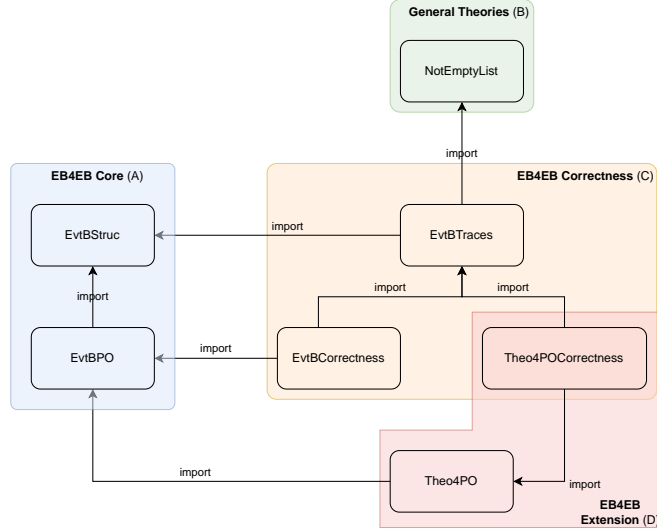 General Theories (B)
NotEmptyList
import
EB4EB Core (A)
EB4EB Correctness (C)
EvtBStruc
import
EvtBTraces
import
import
import
EvtBPO
import
EvtBCorrectness
Theo4POCorrectness
import
Theo4PO
import
EB4EB
Extension (D)